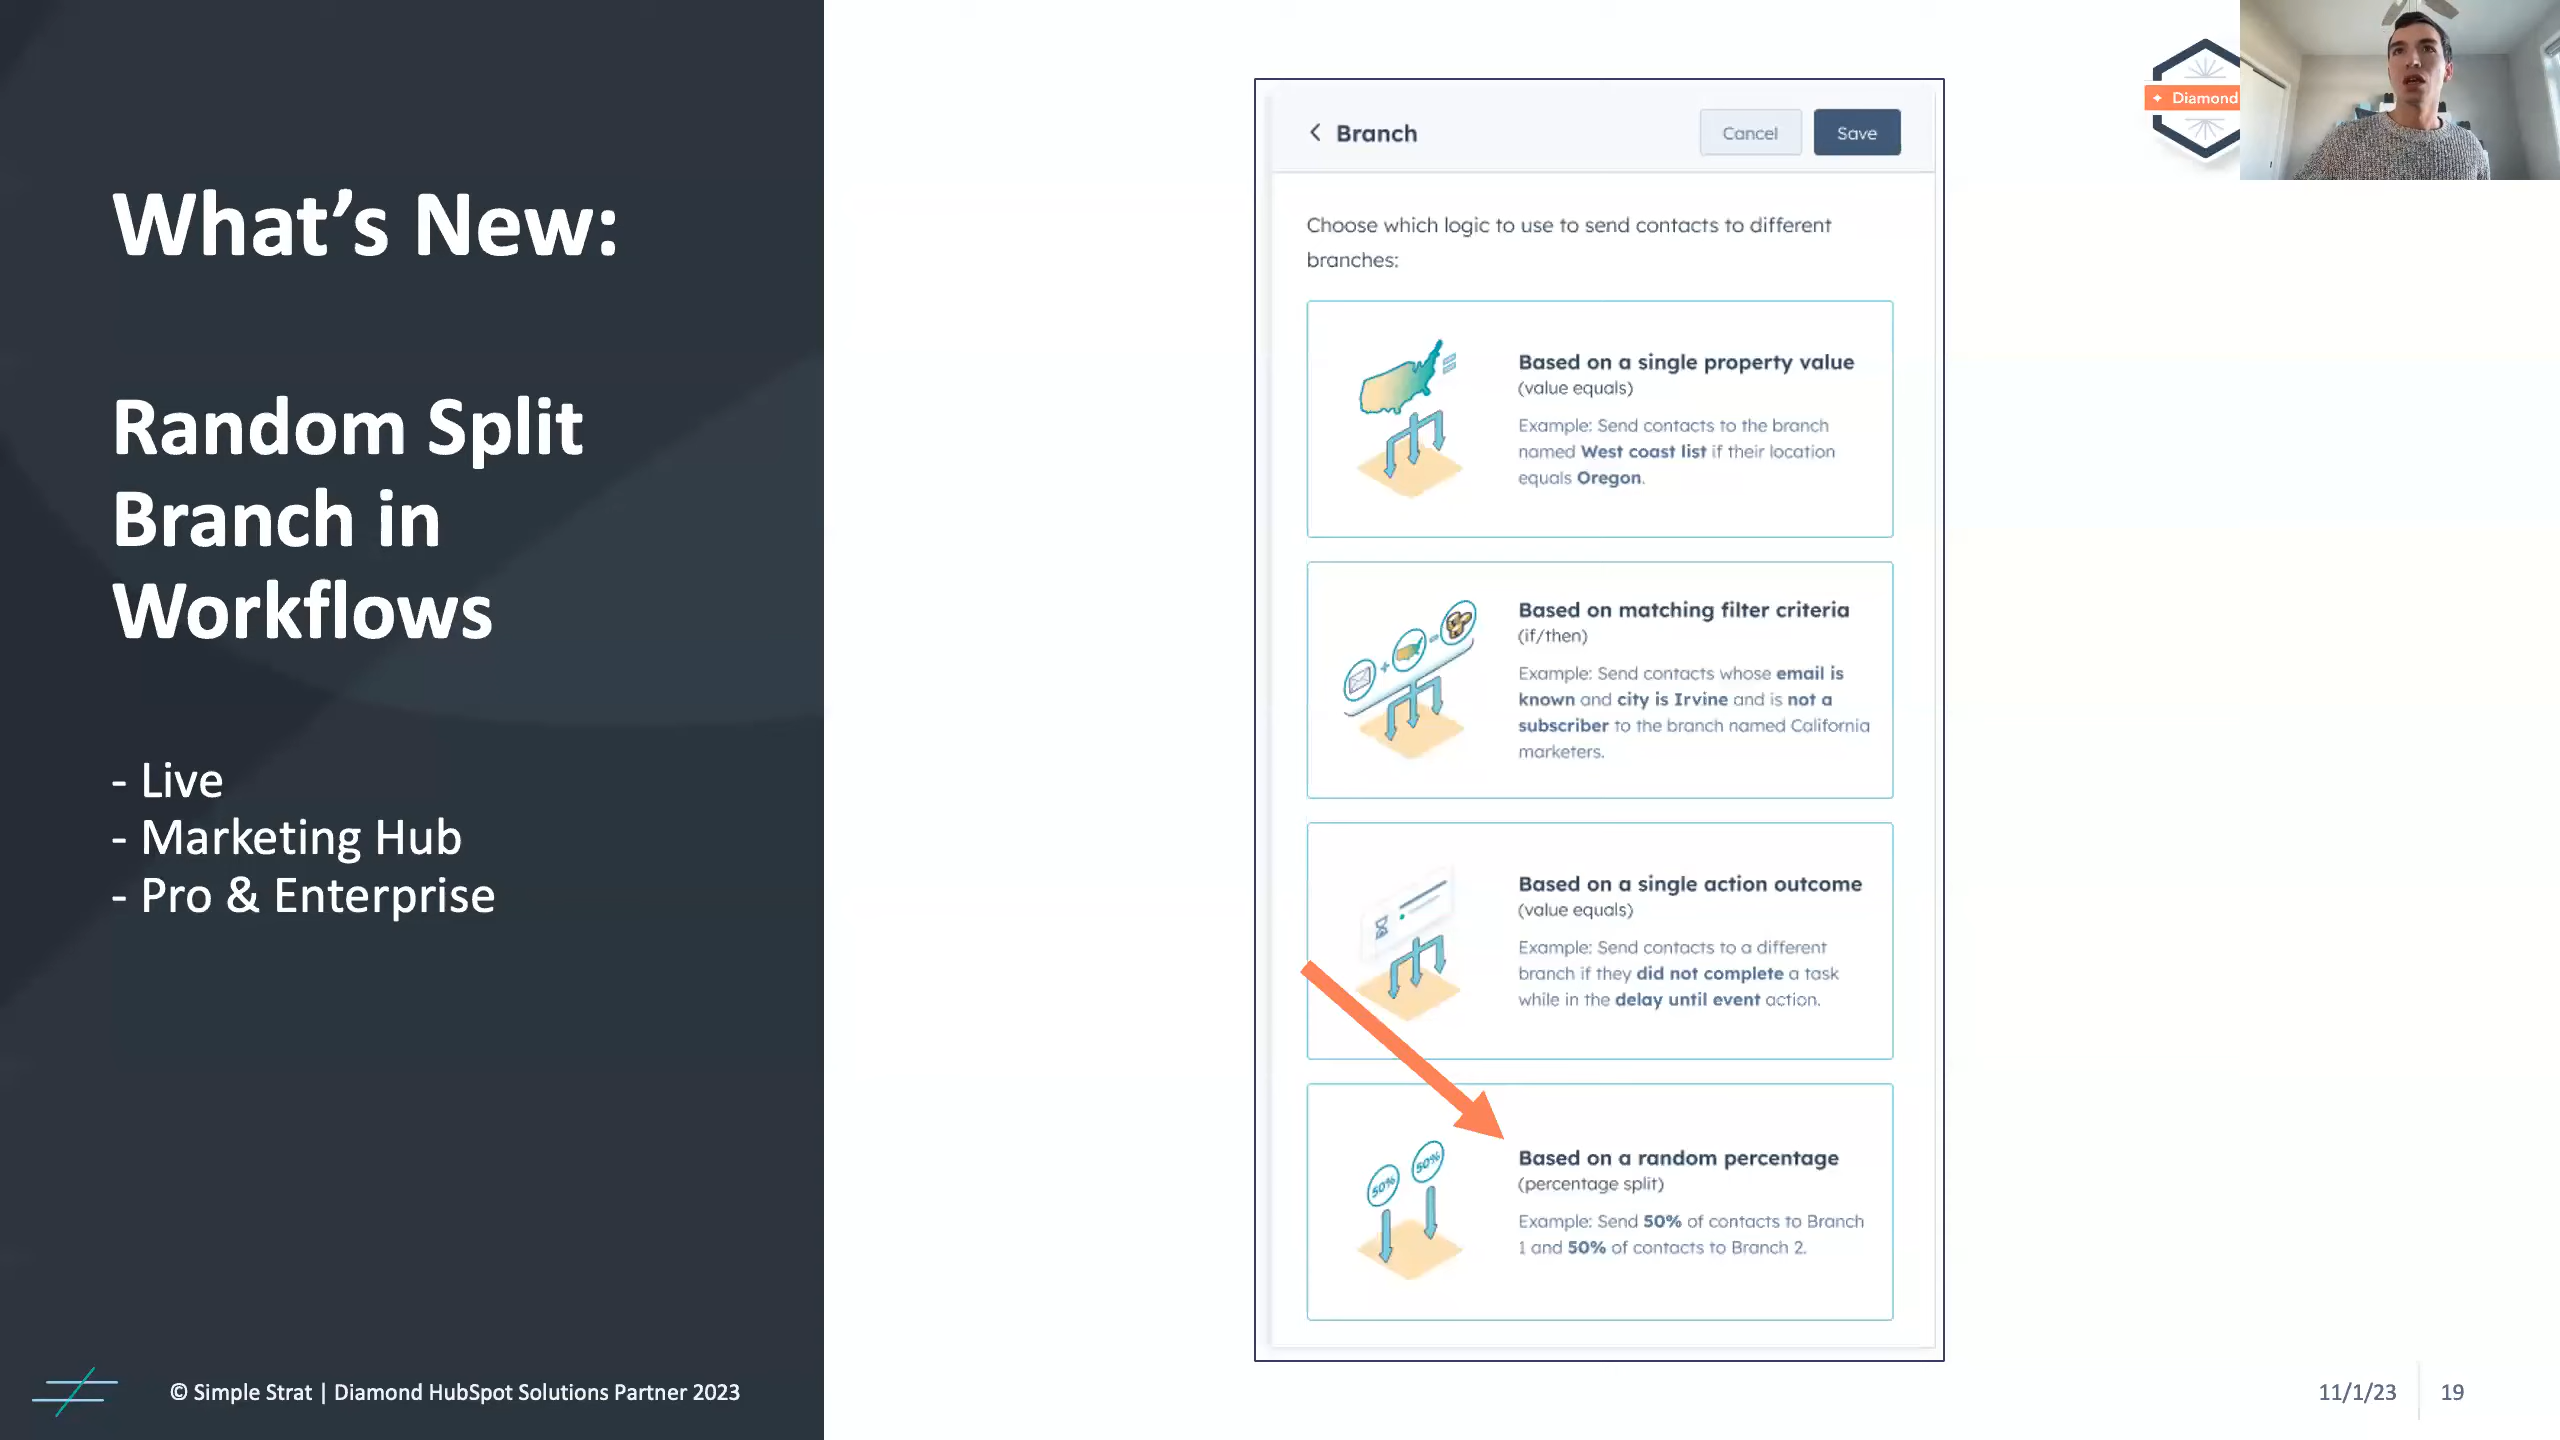 What's New:
Random Split
Branch in
Workflows
- Live
- Marketing Hub
- Pro & Enterprise
© Simple Strat | Diamond HubSpot Solutions Partner 2023
Branch
Cancel
Save
Choose which logic to use to send contacts to different
branches:
Based on a single property value
(value equals)
Example: Send contacts to the branch
named West coast list if their location
equals Oregon.
Based on matching filter criteria
(if/then)
Example: Send contacts whose email is
known and city is Irvine and is not a
subscriber to the branch named California
marketers.
Based on a single action outcome
(value equals)
Example: Send contacts to a different
branch if they did not complete a task
while in the delay until event action.
50%
50%
Based on a random percentage
(percentage split)
Example: Send 50% of contacts to Branch
1 and 50% of contacts to Branch 2.
Diamond
11/1/23
19